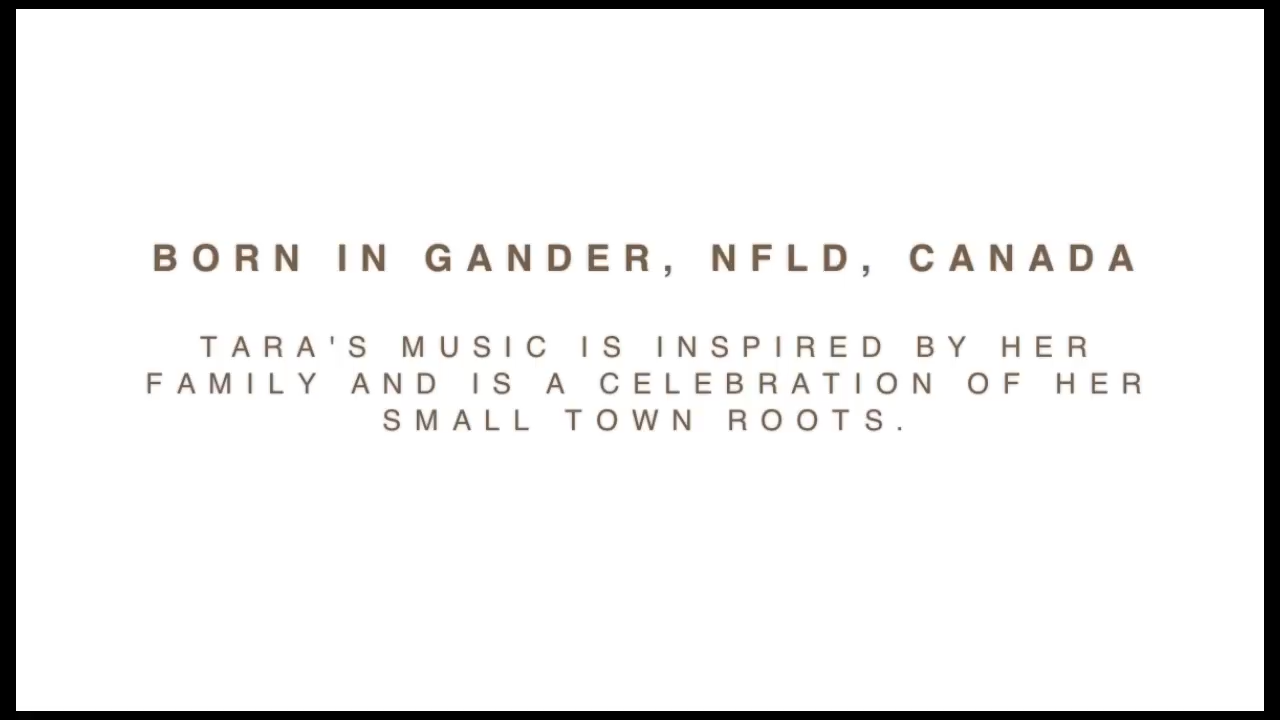 BORN IN GANDER, NFLD, CANADA
TARA'S MUSIC IS INSPIRED BY HER
FAMILY AND IS A CELEBRATION OF HER
SMALL TOWN ROOTS.